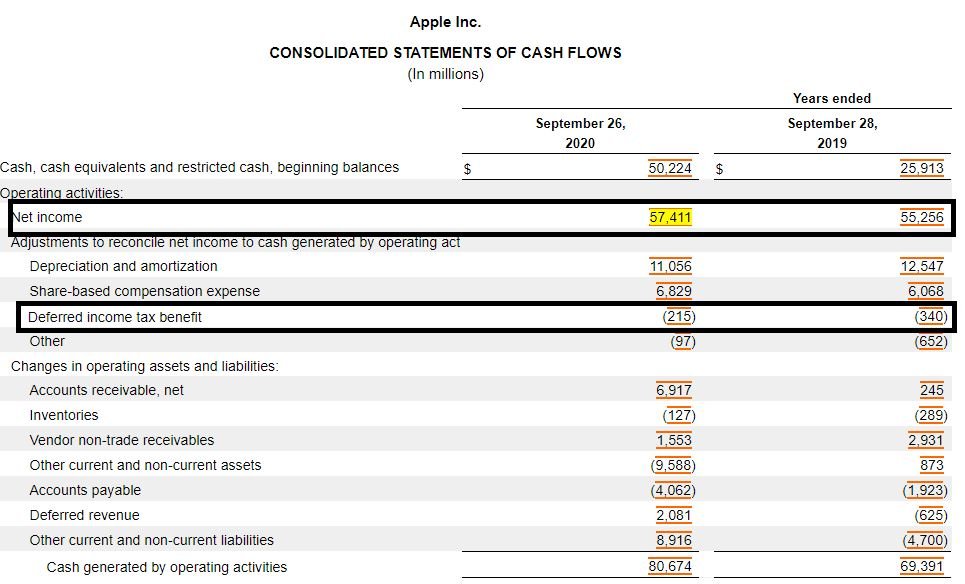 Apple Inc.
CONSOLIDATED STATEMENTS OF CASH FLOWS
(In millions)
Years ended
September 26, September 28,
2020 2019
Cash, cash equivalents and restricted cash, beginning balances $ 50,224 $ 25,913
Operating activities:
Net income 57,411 55,256
Adjustments to reconcile net income to cash generated by operating act
Depreciation and amortization 11,056 12,547
Share-based compensation expense 6,829 6,068
Deferred income tax benefit (215) (340)
Other (97) (652)
Changes in operating assets and liabilities:
Accounts receivable, net 6,917 245
Inventories (127) (289)
Vendor non-trade receivables 1,553 2,931
Other current and non-current assets (9,588) 873
Accounts payable (4,062) (1,923)
Deferred revenue 2,081 (625)
Other current and non-current liabilities 8,916 (4,700)
Cash generated by operating activities 80,674 69,391